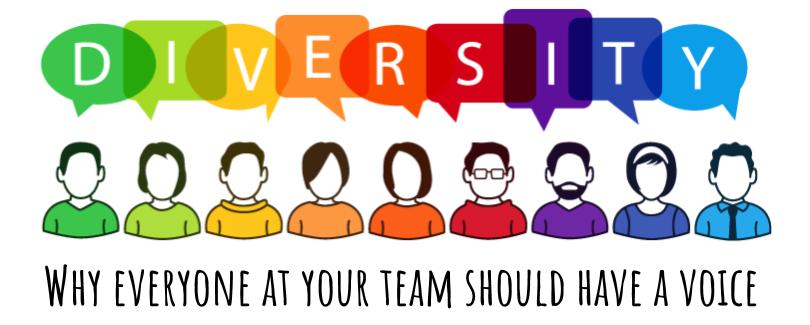 DIVERSITY
WHY EVERYONE AT YOUR TEAM SHOULD HAVE A VOICE